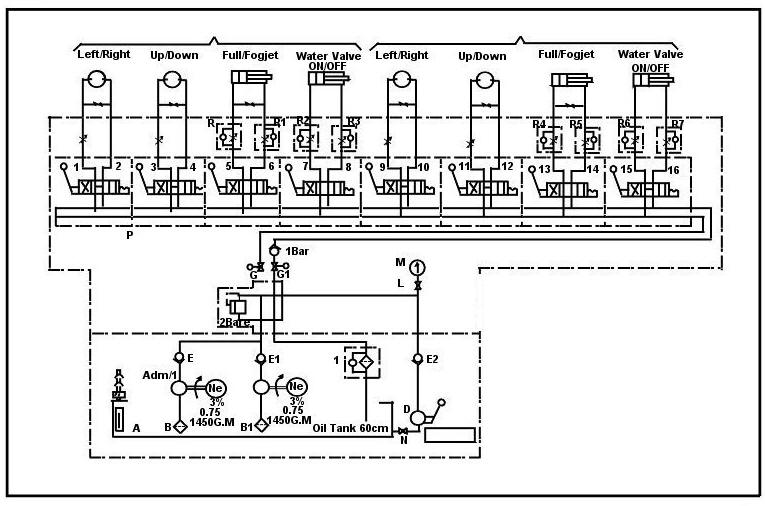 Left/Right Up/Down Full/Fogjet Water Valve Left/Right Up/Down Full/Fogjet Water Valve
ON/OFF ON/OFF
R R1 R2 R3 R4 R5 R6 R7
1 2 3 4 5 6 7 8 9 10 11 12 13 14 15 16
P
1Bar
M
G G1
L
2Bare
E E1 1 E2
Adm/1
Ne Ne
3% 3%
0.75 0.75
1450G.M 1450G.M
D
A B B1 Oil Tank 60cm
N